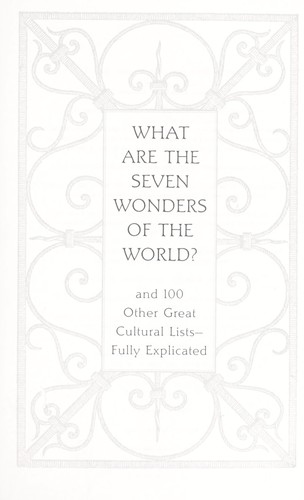 WHAT
ARE THE
SEVEN
WONDERS
OF THE
WORLD?
and 100
Other Great
Cultural Lists—
Fully Explicated